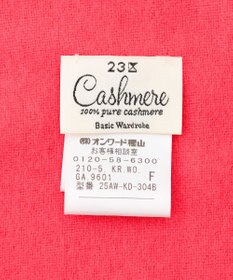 23区
Cashmere
100% pure cashmere
Basic Wardrobe
㈱オンワード樫山
お客様相談室
0120-58-6300
210-5. KR. WO.
GA. 9601 F
型番 25AW-KD-304B